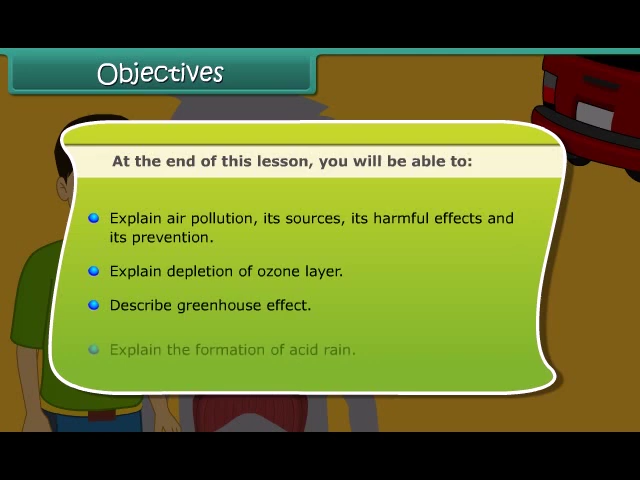 Objectives
At the end of this lesson, you will be able to:
Explain air pollution, its sources, its harmful effects and
its prevention.
Explain depletion of ozone layer.
Describe greenhouse effect.
Explain the formation of acid rain.